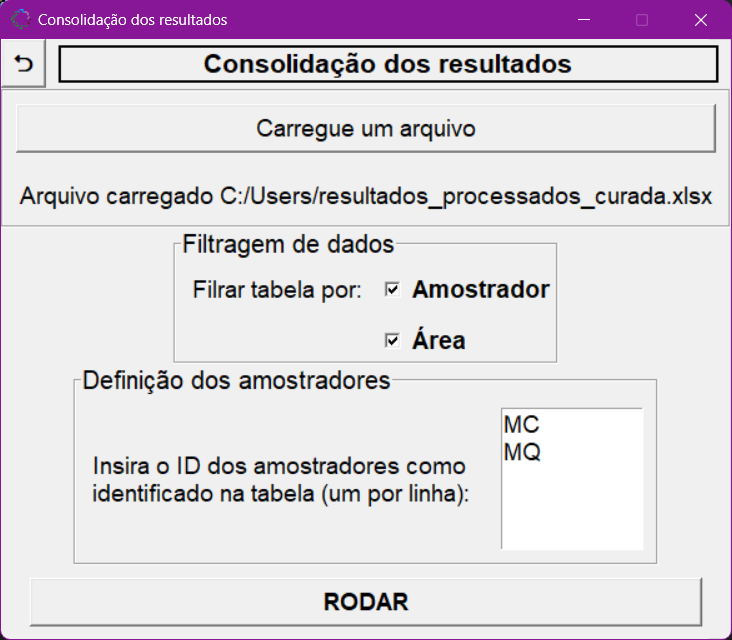 Consolidação dos resultados
Consolidação dos resultados
Carregue um arquivo
Arquivo carregado C:/Users/resultados_processados_curada.xlsx
Filtragem de dados
Filrar tabela por:
Amostrador
Área
Definição dos amostradores
Insira o ID dos amostradores como
identificado na tabela (um por linha):
MC
MQ
RODAR